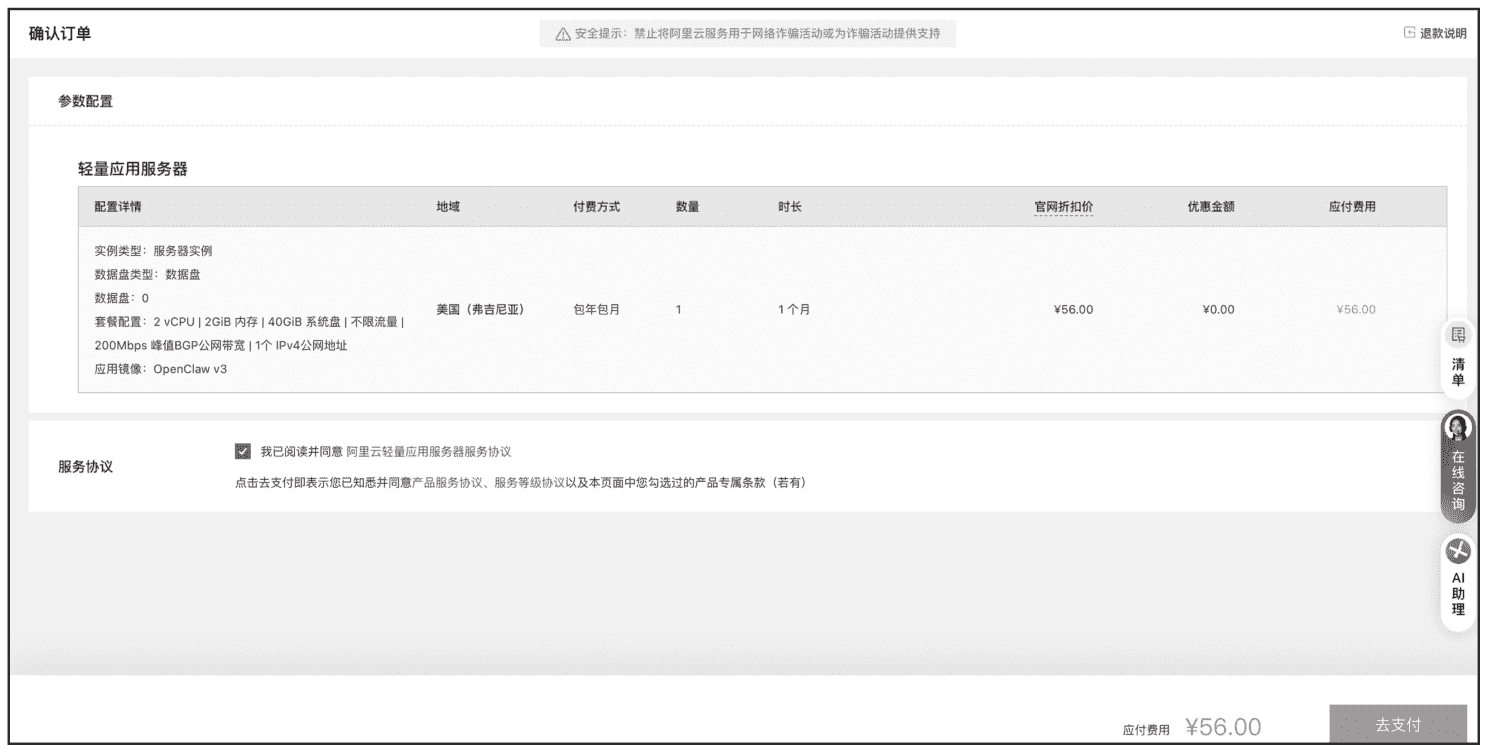 确认订单
安全提示：禁止将阿里云服务用于网络诈骗活动或为诈骗活动提供支持
退款说明
参数配置
轻量应用服务器
配置详情 地域 付费方式 数量 时长 官网折扣价 优惠金额 应付费用
实例类型：服务器实例
数据盘类型：数据盘
数据盘：0
套餐配置：2 vCPU | 2GiB 内存 | 40GiB 系统盘 | 不限流量 |
200Mbps 峰值BGP公网带宽 | 1个 IPv4公网地址
应用镜像：OpenClaw v3
美国（弗吉尼亚） 包年包月 1 1 个月 ¥56.00 ¥0.00 ¥56.00
服务协议
我已阅读并同意 阿里云轻量应用服务器服务协议
点击去支付即表示您已知悉并同意产品服务协议、服务等级协议以及本页面中您勾选过的产品专属条款（若有）
清单
在线咨询
AI助理
应付费用 ¥56.00
去支付